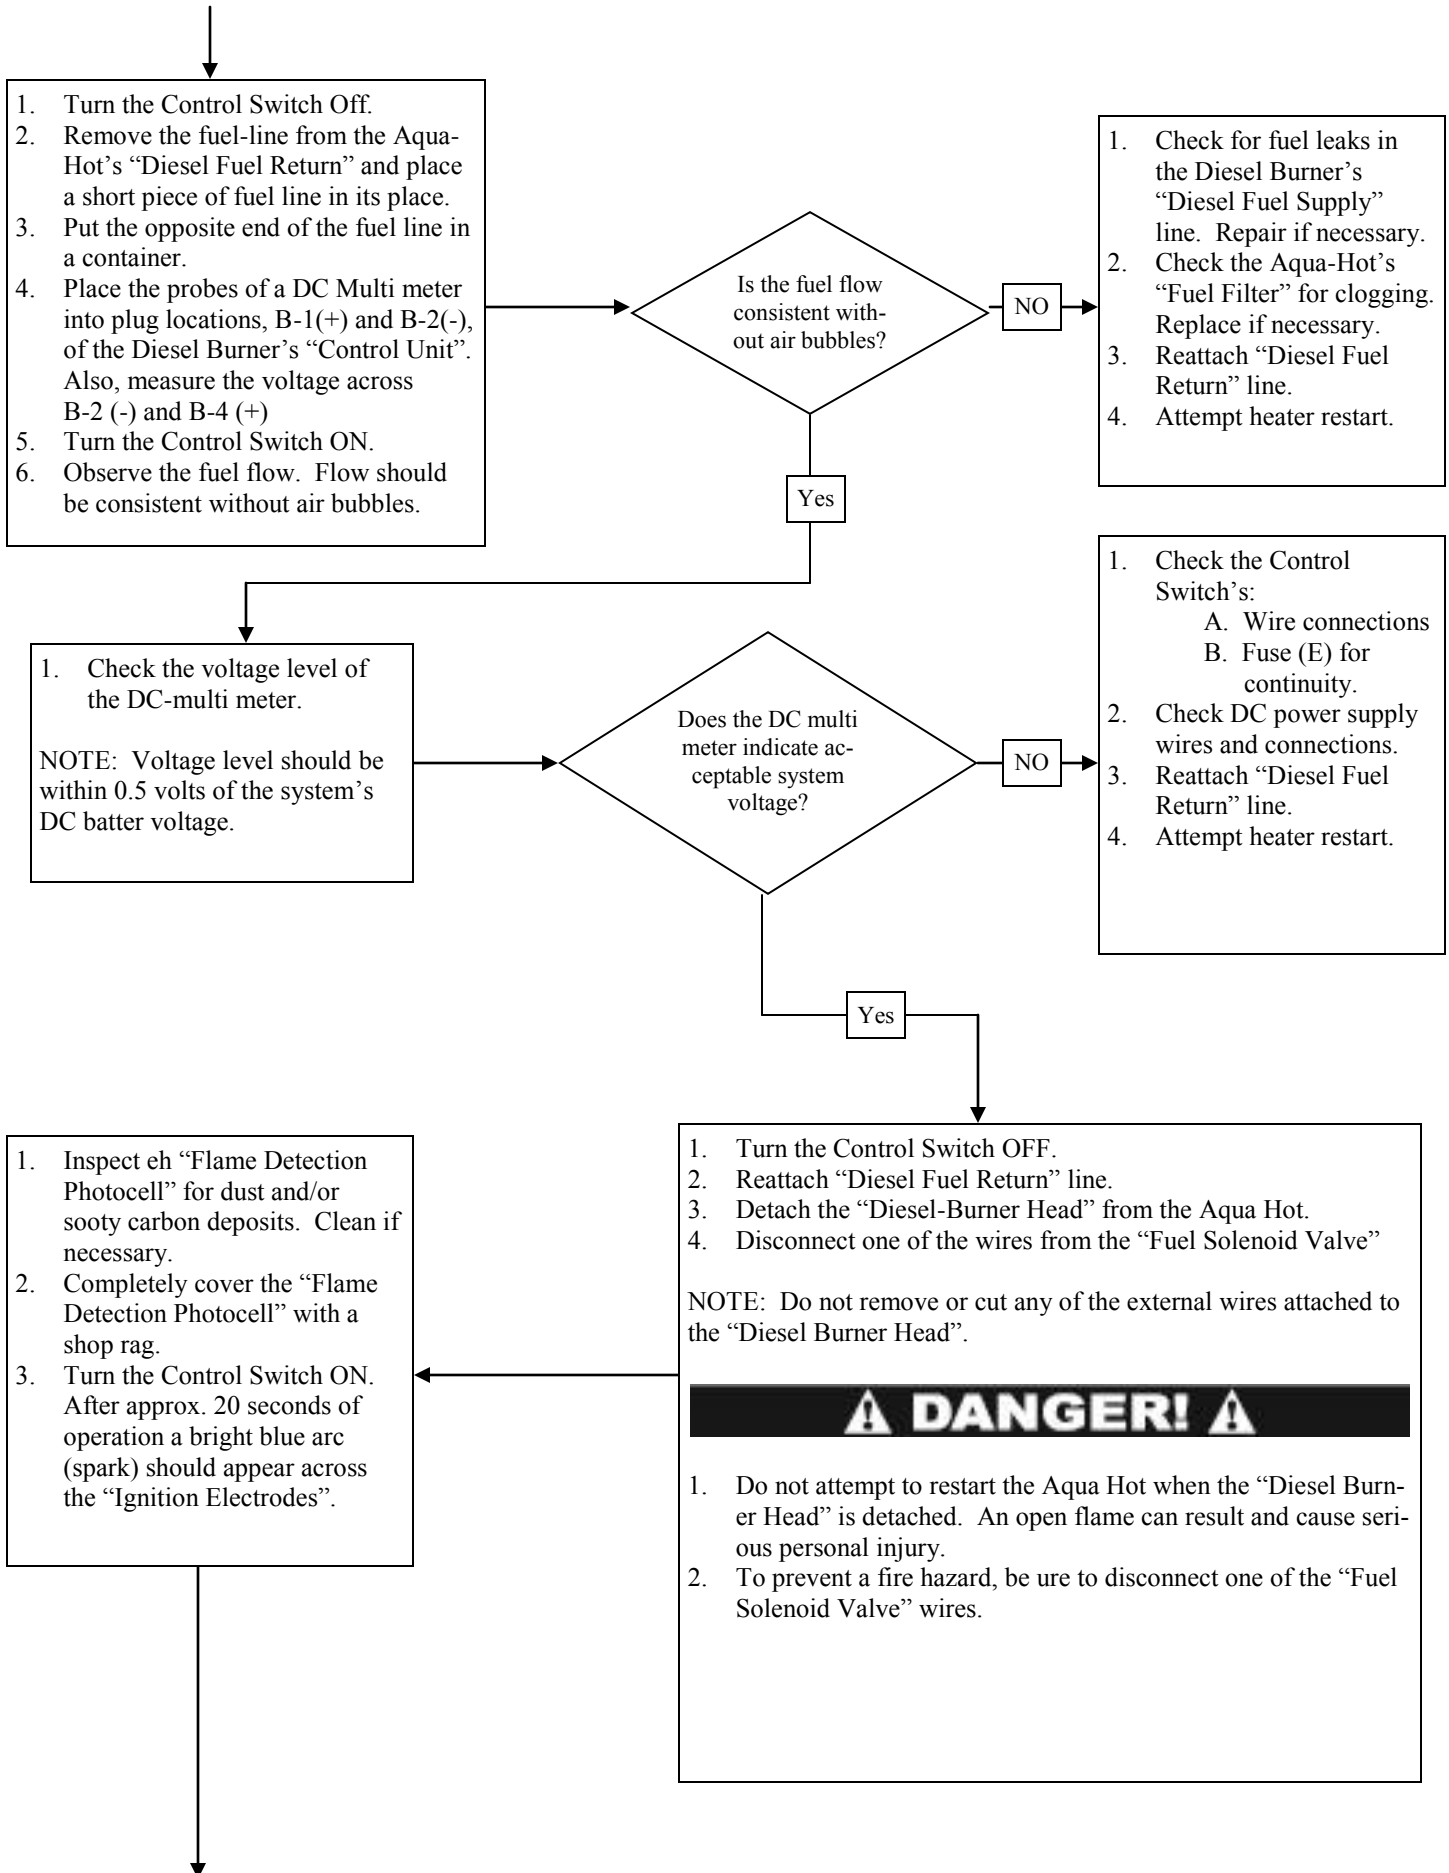 1. Turn the Control Switch Off.
2. Remove the fuel-line from the Aqua-
Hot’s “Diesel Fuel Return” and place
a short piece of fuel line in its place.
3. Put the opposite end of the fuel line in
a container.
4. Place the probes of a DC Multi meter
into plug locations, B-1(+) and B-2(-),
of the Diesel Burner’s “Control Unit”.
Also, measure the voltage across
B-2 (-) and B-4 (+)
5. Turn the Control Switch ON.
6. Observe the fuel flow. Flow should
be consistent without air bubbles.
Is the fuel flow
consistent with-
out air bubbles?
NO
1. Check for fuel leaks in
the Diesel Burner’s
“Diesel Fuel Supply”
line. Repair if necessary.
2. Check the Aqua-Hot’s
“Fuel Filter” for clogging.
Replace if necessary.
3. Reattach “Diesel Fuel
Return” line.
4. Attempt heater restart.
Yes
1. Check the voltage level of
the DC-multi meter.
NOTE: Voltage level should be
within 0.5 volts of the system’s
DC batter voltage.
Does the DC multi
meter indicate ac-
ceptable system
voltage?
NO
1. Check the Control
Switch’s:
A. Wire connections
B. Fuse (E) for
continuity.
2. Check DC power supply
wires and connections.
3. Reattach “Diesel Fuel
Return” line.
4. Attempt heater restart.
Yes
1. Turn the Control Switch OFF.
2. Reattach “Diesel Fuel Return” line.
3. Detach the “Diesel-Burner Head” from the Aqua Hot.
4. Disconnect one of the wires from the “Fuel Solenoid Valve”
NOTE: Do not remove or cut any of the external wires attached to
the “Diesel Burner Head”.
DANGER!
1. Do not attempt to restart the Aqua Hot when the “Diesel Burn-
er Head” is detached. An open flame can result and cause seri-
ous personal injury.
2. To prevent a fire hazard, be ure to disconnect one of the “Fuel
Solenoid Valve” wires.
1. Inspect eh “Flame Detection
Photocell” for dust and/or
sooty carbon deposits. Clean if
necessary.
2. Completely cover the “Flame
Detection Photocell” with a
shop rag.
3. Turn the Control Switch ON.
After approx. 20 seconds of
operation a bright blue arc
(spark) should appear across
the “Ignition Electrodes”.